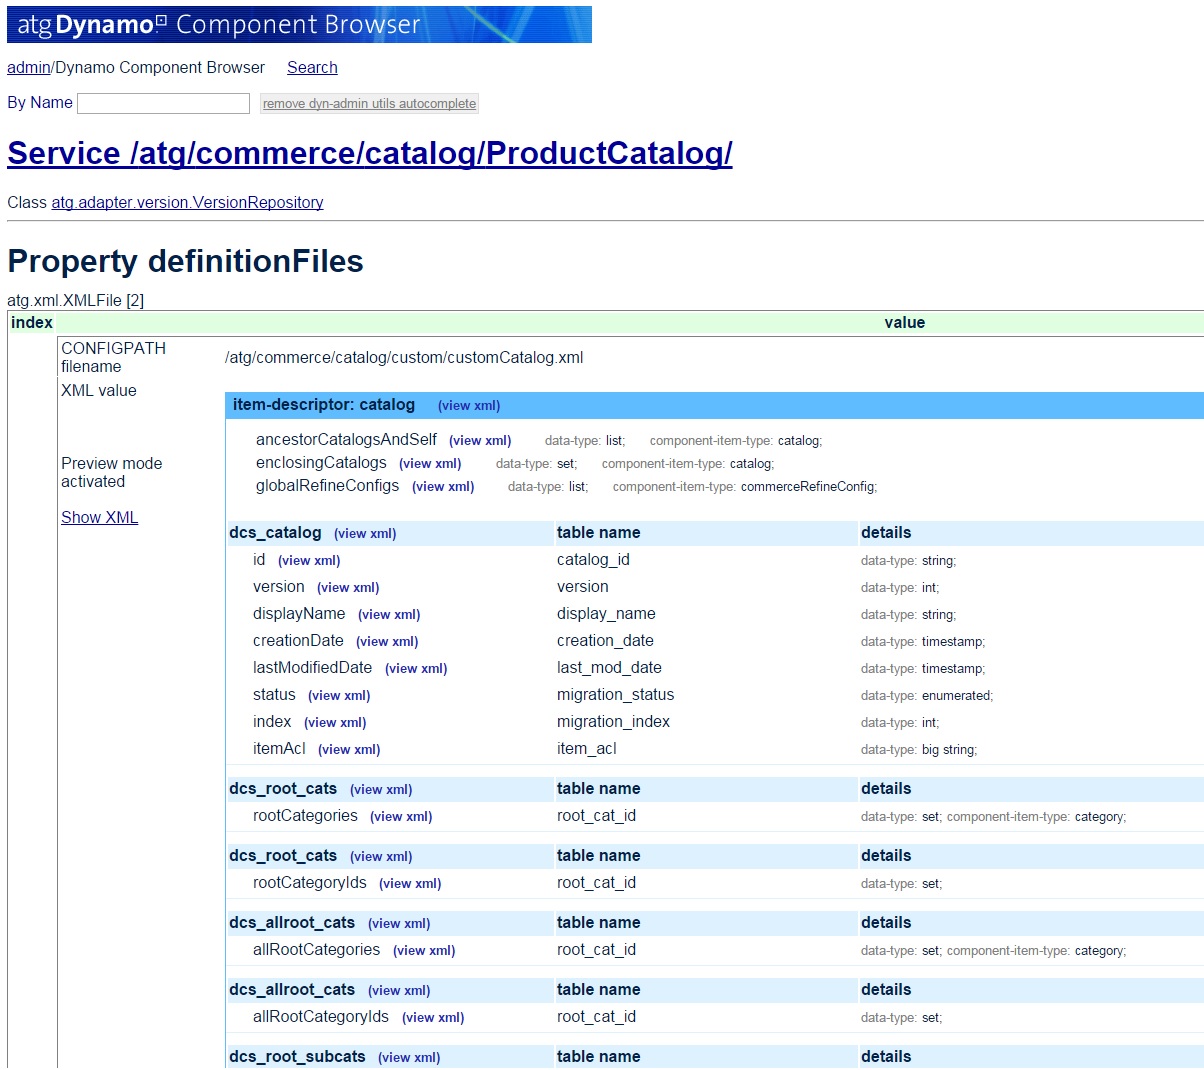 atg Dynamo Component Browser
admin/Dynamo Component Browser Search
By Name remove dyn-admin utils autocomplete
Service /atg/commerce/catalog/ProductCatalog/
Class atg.adapter.version.VersionRepository
Property definitionFiles
atg.xml.XMLFile [2]
index value
CONFIGPATH
filename
/atg/commerce/catalog/custom/customCatalog.xml
XML value
item-descriptor: catalog (view xml)
ancestorCatalogsAndSelf (view xml) data-type: list; component-item-type: catalog;
Preview mode
activated
enclosingCatalogs (view xml) data-type: set; component-item-type: catalog;
globalRefineConfigs (view xml) data-type: list; component-item-type: commerceRefineConfig;
Show XML
dcs_catalog (view xml) table name details
id (view xml) catalog_id data-type: string;
version (view xml) version data-type: int;
displayName (view xml) display_name data-type: string;
creationDate (view xml) creation_date data-type: timestamp;
lastModifiedDate (view xml) last_mod_date data-type: timestamp;
status (view xml) migration_status data-type: enumerated;
index (view xml) migration_index data-type: int;
itemAcl (view xml) item_acl data-type: big string;
dcs_root_cats (view xml) table name details
rootCategories (view xml) root_cat_id data-type: set; component-item-type: category;
dcs_root_cats (view xml) table name details
rootCategoryIds (view xml) root_cat_id data-type: set;
dcs_allroot_cats (view xml) table name details
allRootCategories (view xml) root_cat_id data-type: set; component-item-type: category;
dcs_allroot_cats (view xml) table name details
allRootCategoryIds (view xml) root_cat_id data-type: set;
dcs_root_subcats (view xml) table name details